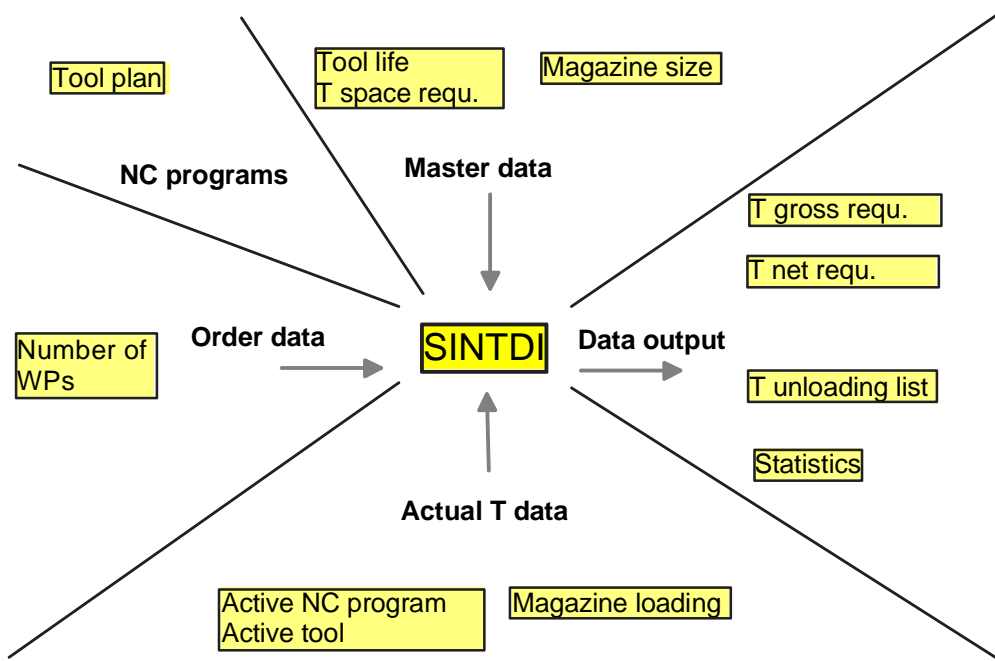 Tool plan
Tool life
T space requ.
Magazine size
NC programs
Master data
T gross requ.
T net requ.
Number of
WPs
Order data
SINTDI
Data output
T unloading list
Statistics
Actual T data
Active NC program
Active tool
Magazine loading